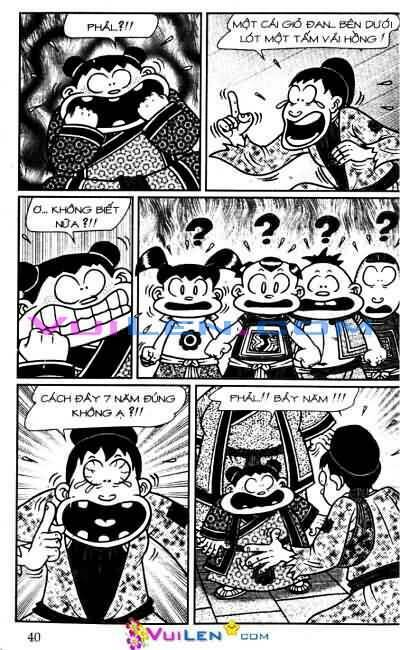 PHẢI..?!!
MỘT CÁI GIỎ ĐAN.. BÊN DƯỚI
LÓT MỘT TẤM VẢI HỒNG!
Ơ... KHÔNG BIẾT
NỮA?!!
?
?
?
?
VUILEN.COM
CÁCH ĐÂY 7 NĂM ĐÚNG
KHÔNG Ạ?!!
PHẢI!! BẢY NĂM!!!
40
VUILEN.COM